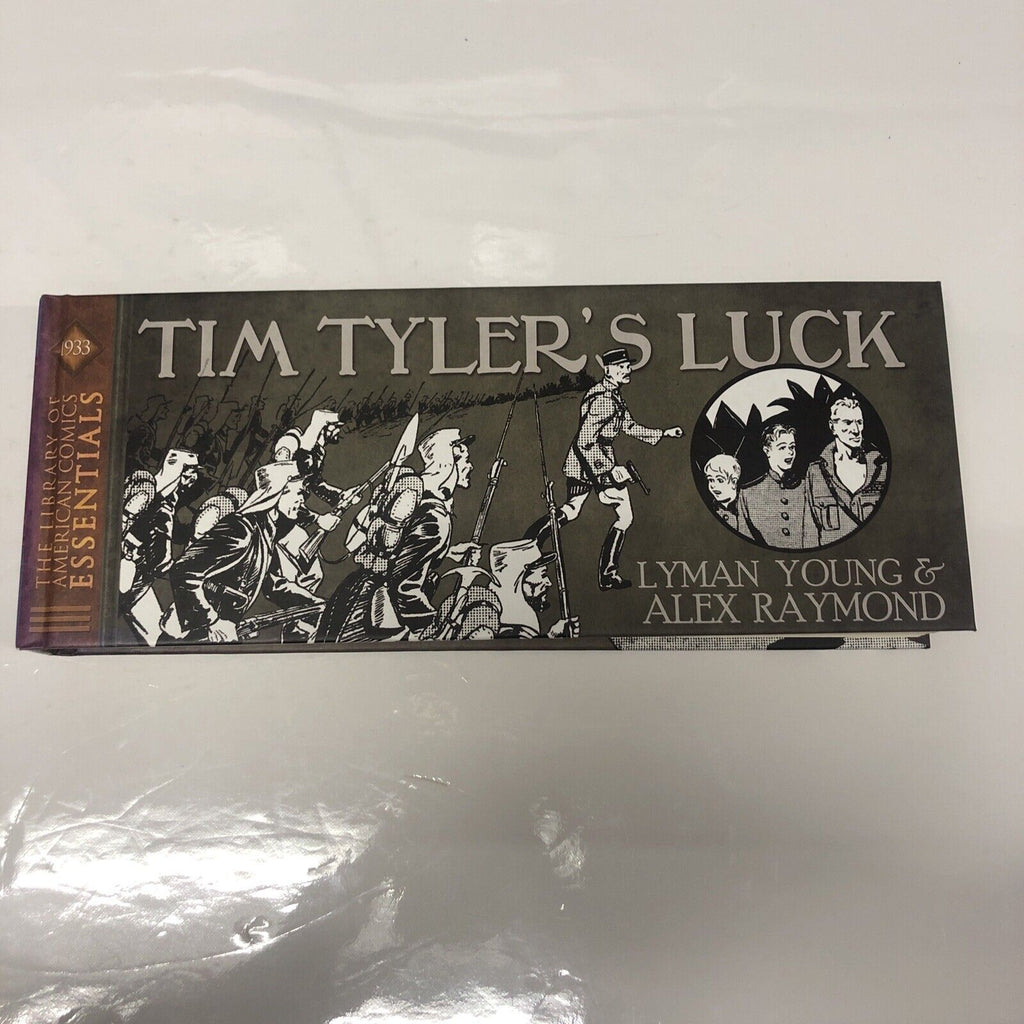 TIM TYLER'S LUCK
1933
THE LIBRARY OF
AMERICAN COMICS
ESSENTIALS
LYMAN YOUNG &
ALEX RAYMOND